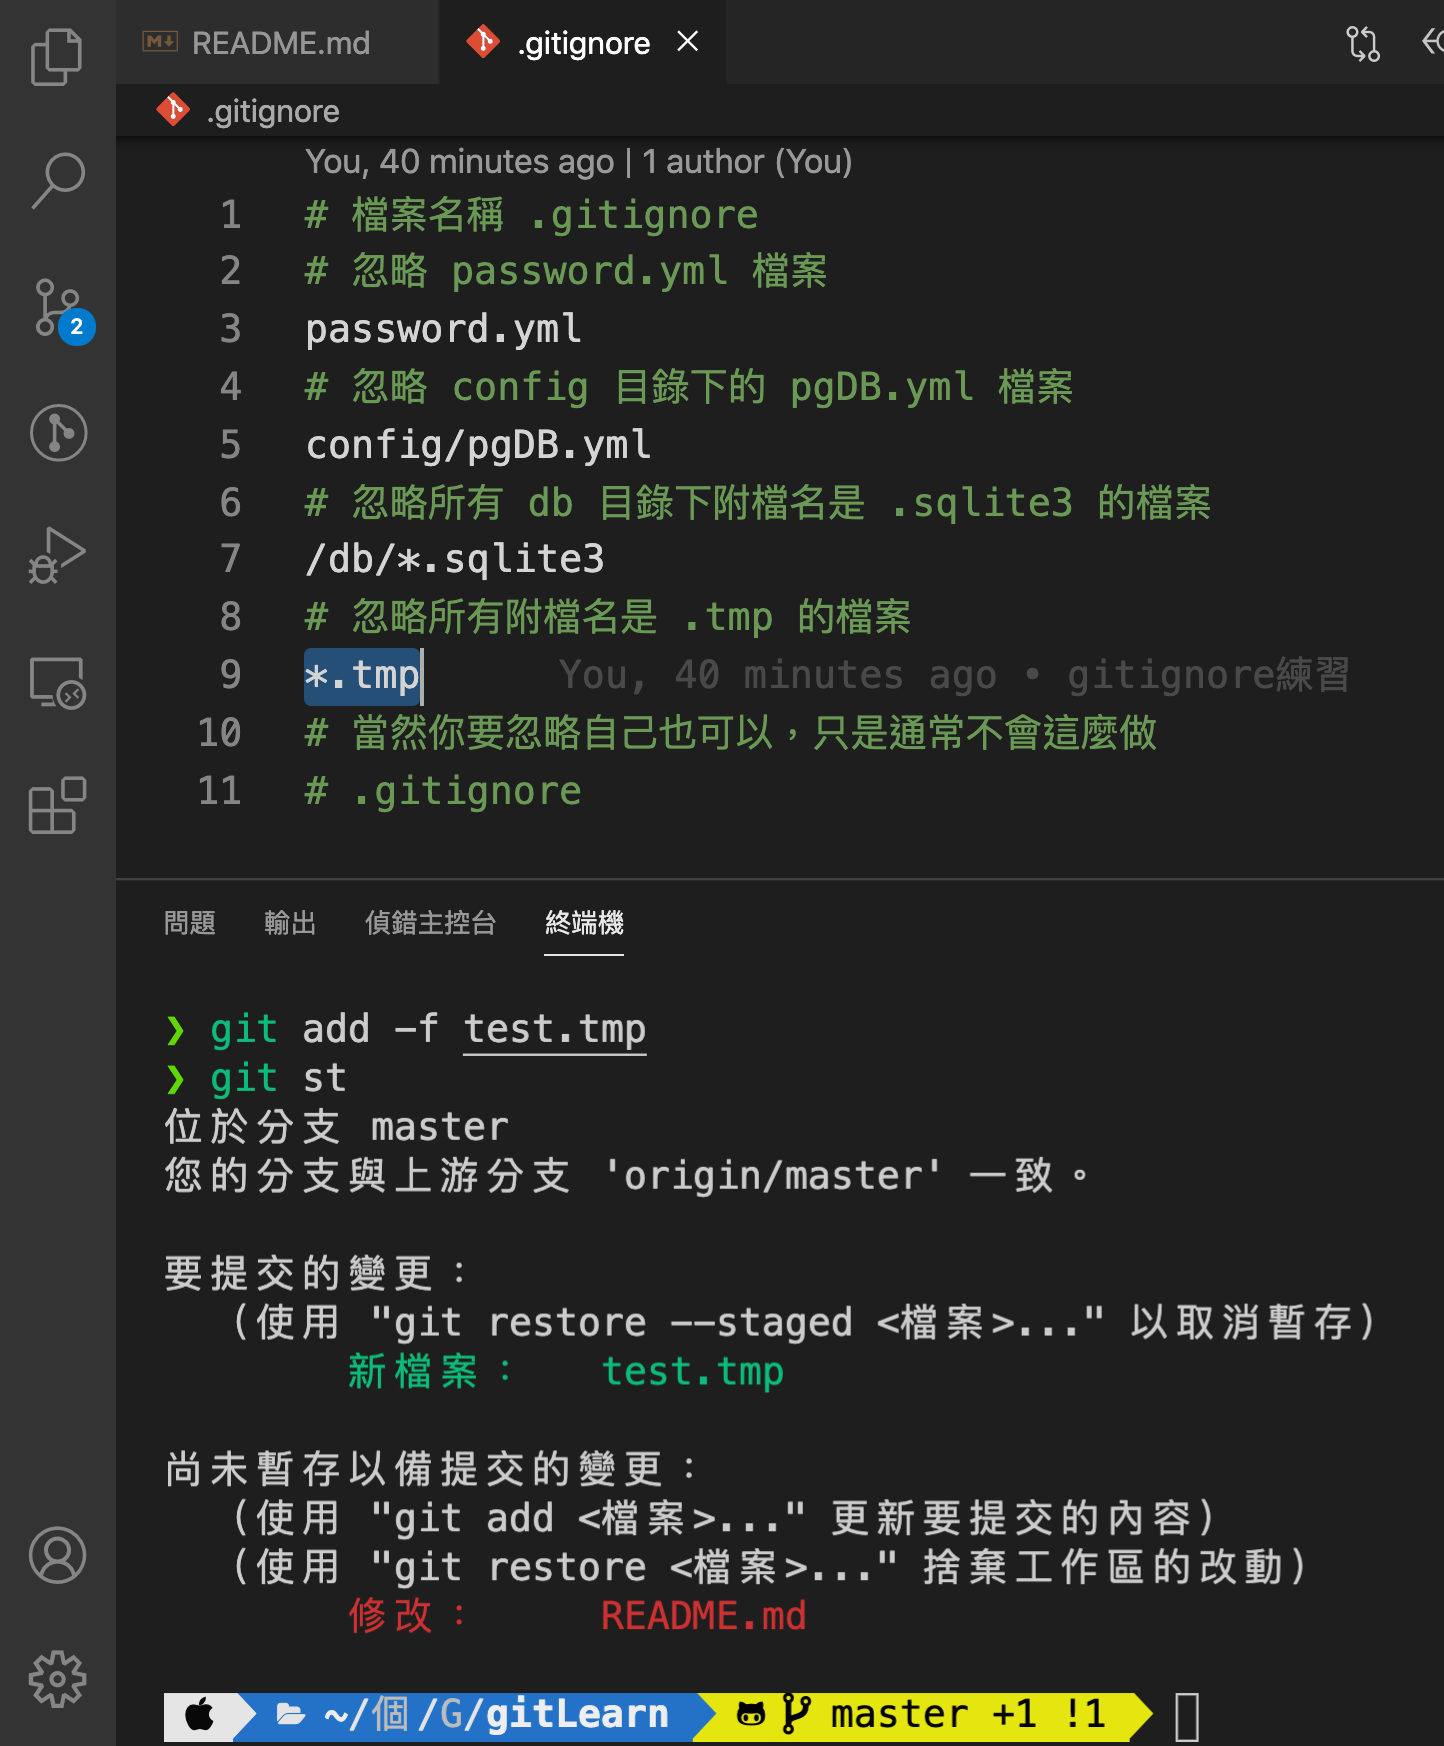 README.md
.gitignore
.gitignore
You, 40 minutes ago | 1 author (You)
1 # 檔案名稱 .gitignore
2 # 忽略 password.yml 檔案
3 password.yml
4 # 忽略 config 目錄下的 pgDB.yml 檔案
5 config/pgDB.yml
6 # 忽略所有 db 目錄下附檔名是 .sqlite3 的檔案
7 /db/*.sqlite3
8 # 忽略所有附檔名是 .tmp 的檔案
9 *.tmp You, 40 minutes ago • gitignore練習
10 # 當然你要忽略自己也可以，只是通常不會這麼做
11 # .gitignore
2
問題 輸出 偵錯主控台 終端機
❯ git add -f test.tmp
❯ git st
位於分支 master
您的分支與上游分支 'origin/master' 一致。
要提交的變更：
（使用 "git restore --staged <檔案>..." 以取消暫存）
新檔案： test.tmp
尚未暫存以備提交的變更：
（使用 "git add <檔案>..." 更新要提交的內容）
（使用 "git restore <檔案>..." 捨棄工作區的改動）
修改： README.md
~/個/G/gitLearn master +1 !1